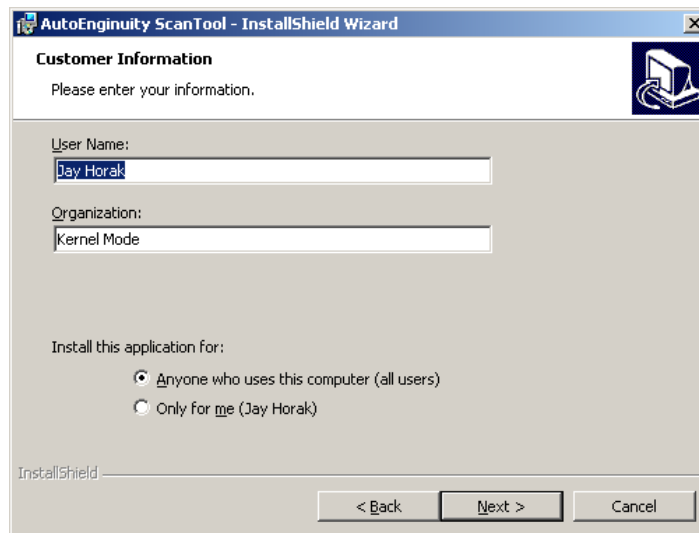 AutoEnginuity ScanTool - InstallShield Wizard
Customer Information
Please enter your information.
User Name:
Jay Horak
Organization:
Kernel Mode
Install this application for:
Anyone who uses this computer (all users)
Only for me (Jay Horak)
InstallShield
< Back
Next >
Cancel